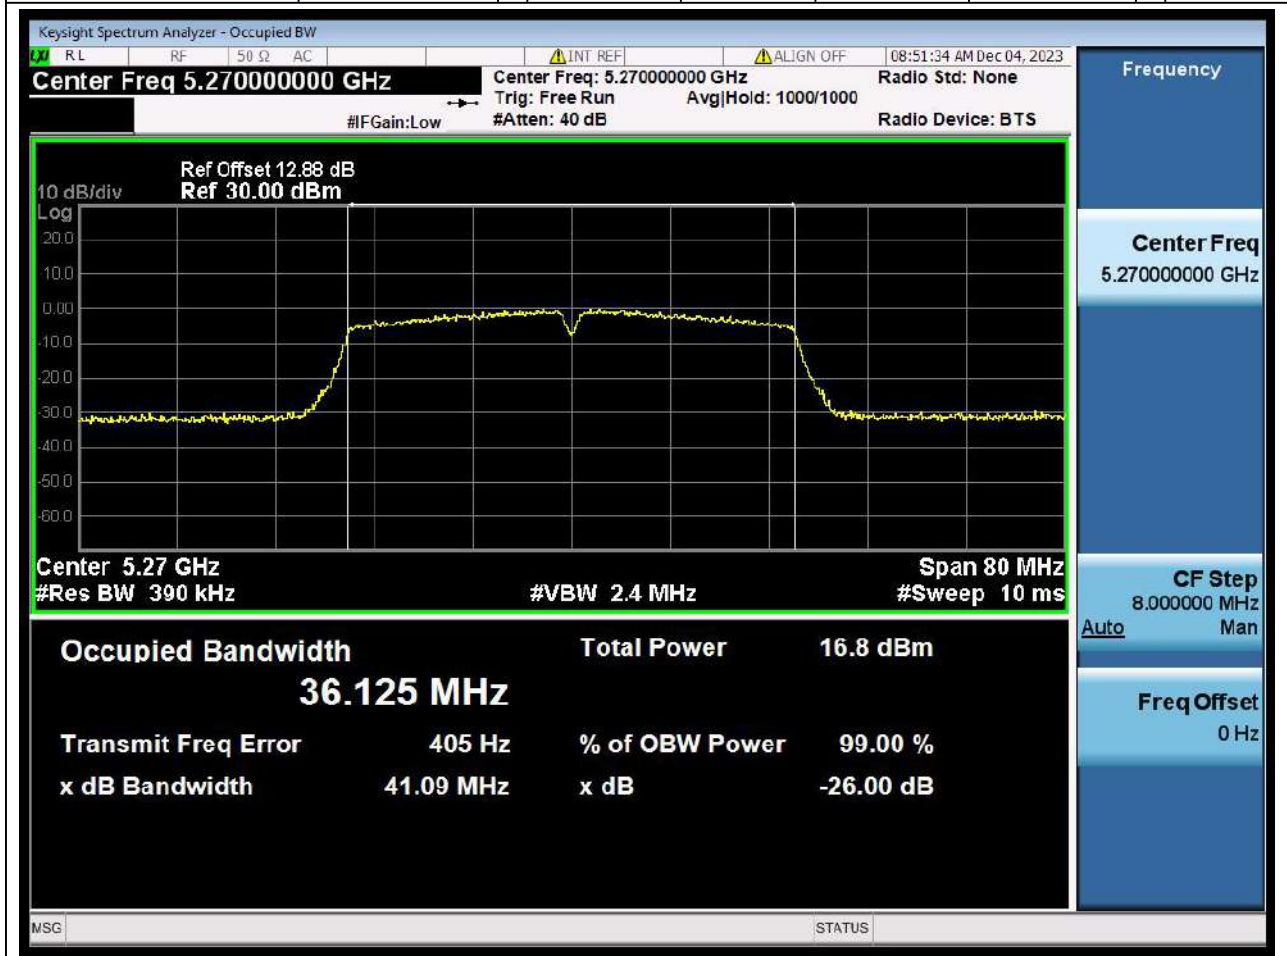 Keysight Spectrum Analyzer - Occupied BW
LXI RL RF 50 Ω AC INT REF ALIGN OFF 08:51:34 AM Dec 04, 2023
Center Freq 5.270000000 GHz
Center Freq: 5.270000000 GHz Radio Std: None
Trig: Free Run Avg|Hold: 1000/1000
#IFGain:Low #Atten: 40 dB Radio Device: BTS
Ref Offset 12.88 dB
10 dB/div Ref 30.00 dBm
Log
20.0
10.0
0.00
-10.0
-20.0
-30.0
-40.0
-50.0
-60.0
Center 5.27 GHz Span 80 MHz
#Res BW 390 kHz #VBW 2.4 MHz #Sweep 10 ms
Occupied Bandwidth Total Power 16.8 dBm
36.125 MHz
Transmit Freq Error 405 Hz % of OBW Power 99.00 %
x dB Bandwidth 41.09 MHz x dB -26.00 dB
MSG STATUS
Frequency
Center Freq
5.270000000 GHz
CF Step
8.000000 MHz
Auto Man
Freq Offset
0 Hz